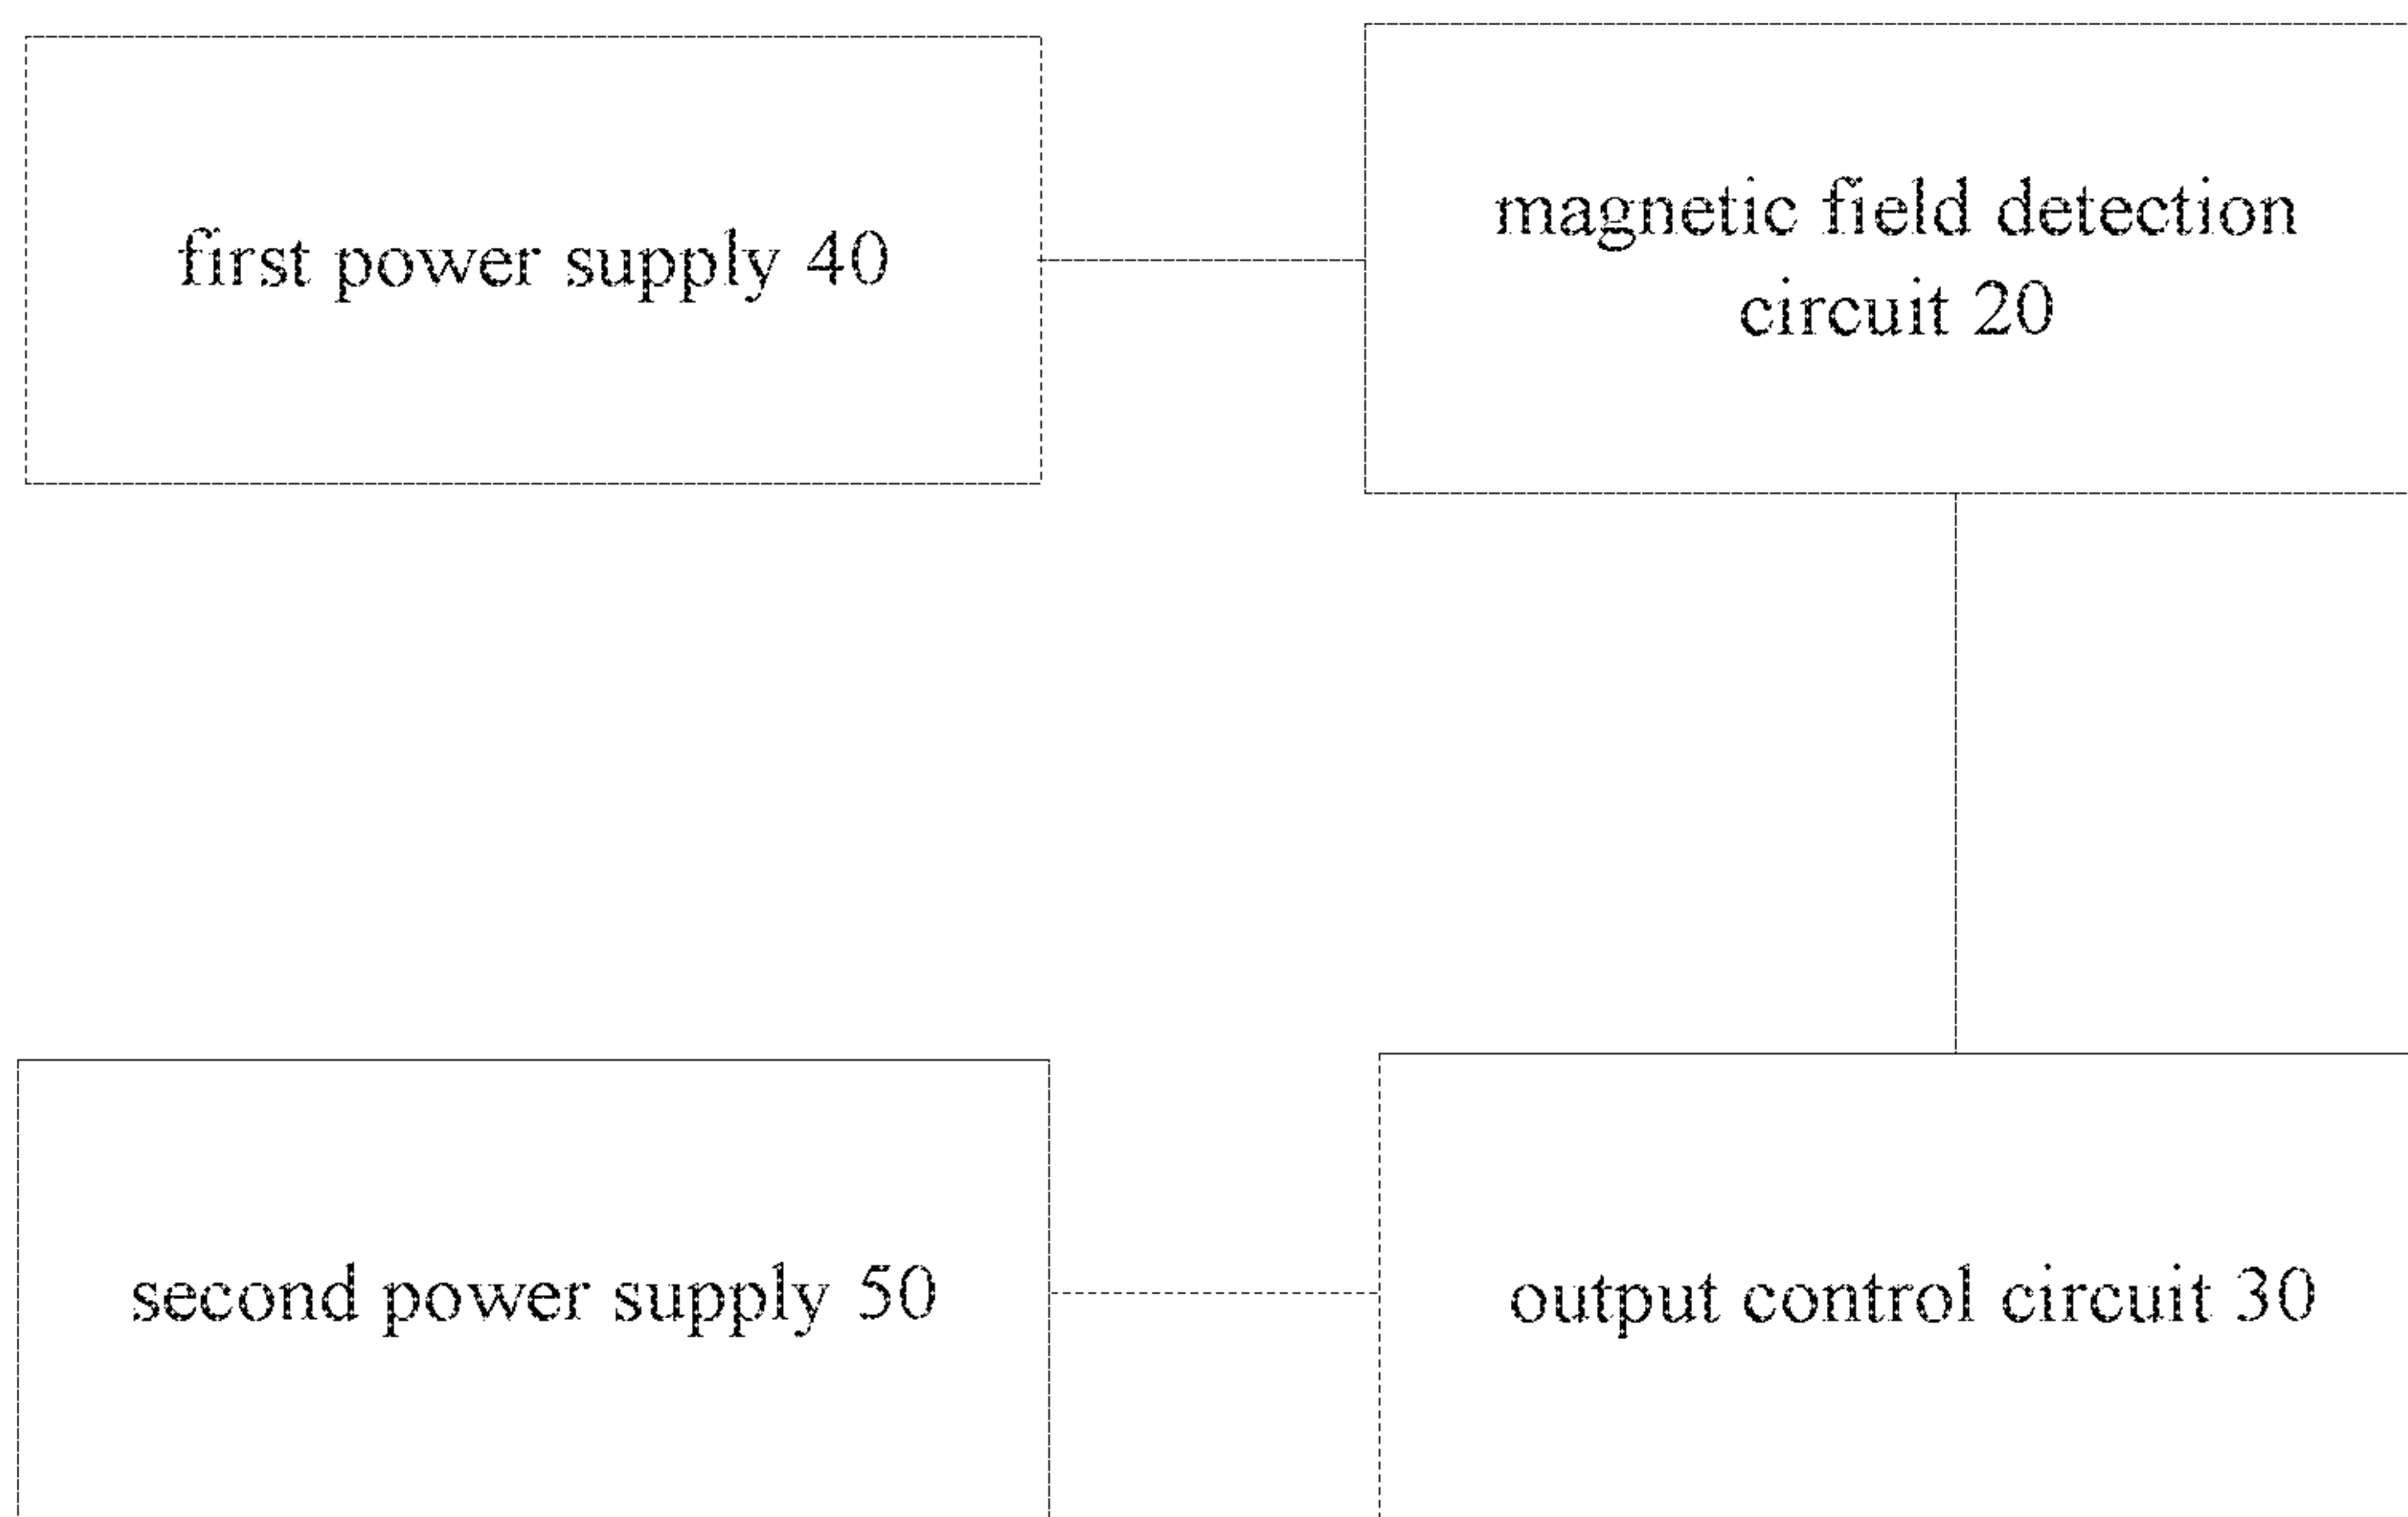 first power supply 40
magnetic field detection
circuit 20
second power supply 50
output control circuit 30